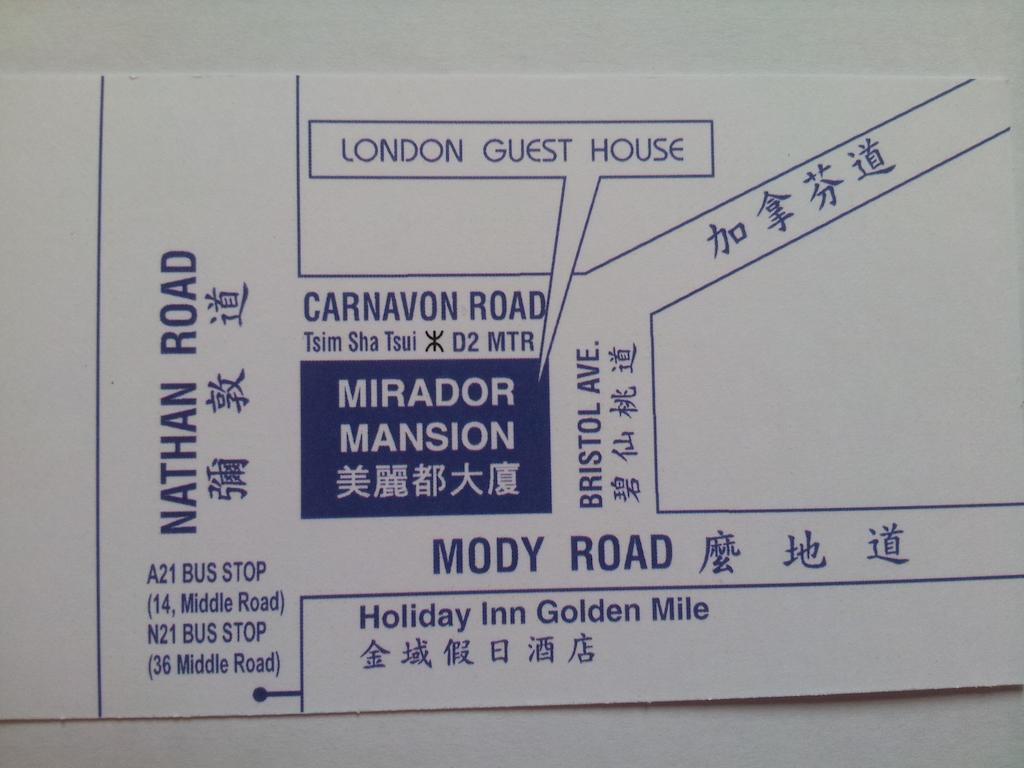 LONDON GUEST HOUSE
加拿芬道
CARNAVON ROAD
Tsim Sha Tsui D2 MTR
NATHAN ROAD
彌敦道
MIRADOR
MANSION
美麗都大廈
BRISTOL AVE.
碧仙桃道
MODY ROAD 麼地道
A21 BUS STOP
(14, Middle Road)
N21 BUS STOP
(36 Middle Road)
Holiday Inn Golden Mile
金域假日酒店